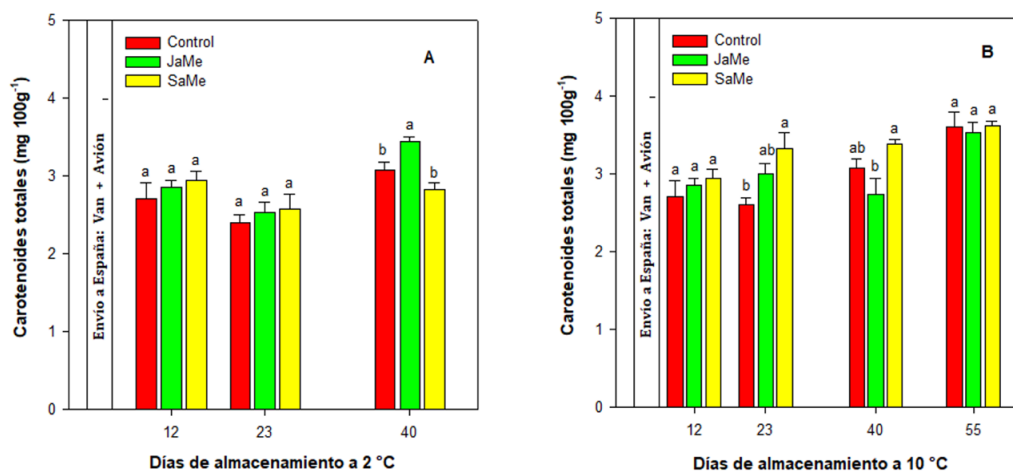 5
4
3
2
1
0
Carotenoides totales (mg 100g-1)
Envío a España: Van + Avión
Control
JaMe
SaMe
A
a a a
a a a
b a b
12 23 40
Días de almacenamiento a 2 °C
5
4
3
2
1
0
Carotenoides totales (mg 100g-1)
Envío a España: Van + Avión
Control
JaMe
SaMe
B
a a a
b ab a
ab b a
a a a
12 23 40 55
Días de almacenamiento a 10 °C